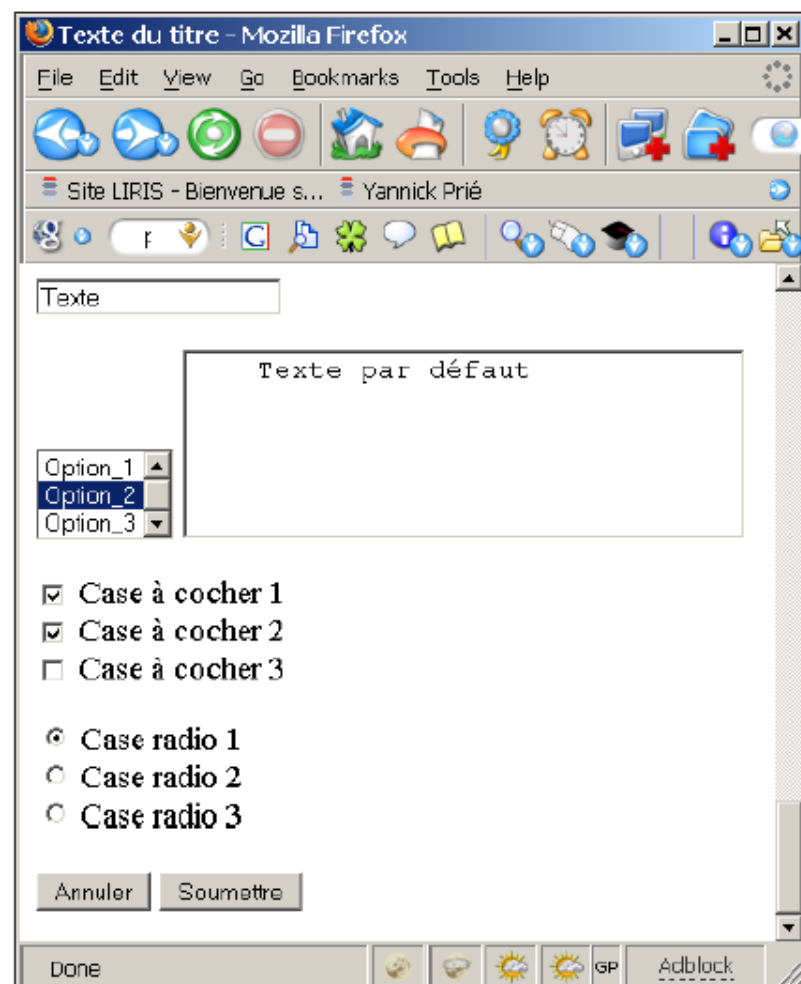 Texte du titre - Mozilla Firefox
File Edit View Go Bookmarks Tools Help
Site LIRIS - Bienvenue s... Yannick Prié
G
Texte
Texte par défaut
Option_1
Option_2
Option_3
Case à cocher 1
Case à cocher 2
Case à cocher 3
Case radio 1
Case radio 2
Case radio 3
Annuler Soumettre
Done GP Adblock